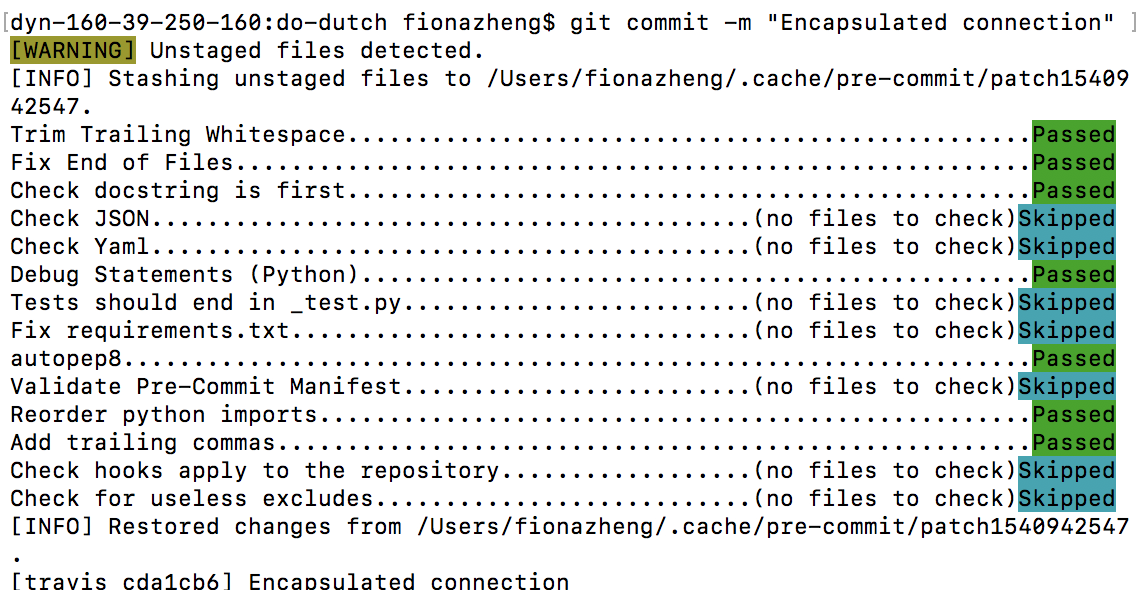 [dyn-160-39-250-160:do-dutch fionazheng$ git commit -m "Encapsulated connection" ]
[WARNING] Unstaged files detected.
[INFO] Stashing unstaged files to /Users/fionazheng/.cache/pre-commit/patch15409
42547.
Trim Trailing Whitespace.................................................Passed
Fix End of Files.........................................................Passed
Check docstring is first.................................................Passed
Check JSON...........................................(no files to check)Skipped
Check Yaml...........................................(no files to check)Skipped
Debug Statements (Python)................................................Passed
Tests should end in _test.py.........................(no files to check)Skipped
Fix requirements.txt.................................(no files to check)Skipped
autopep8.................................................................Passed
Validate Pre-Commit Manifest.........................(no files to check)Skipped
Reorder python imports...................................................Passed
Add trailing commas......................................................Passed
Check hooks apply to the repository..................(no files to check)Skipped
Check for useless excludes...........................(no files to check)Skipped
[INFO] Restored changes from /Users/fionazheng/.cache/pre-commit/patch1540942547
.
[travis cda1cb6] Encapsulated connection